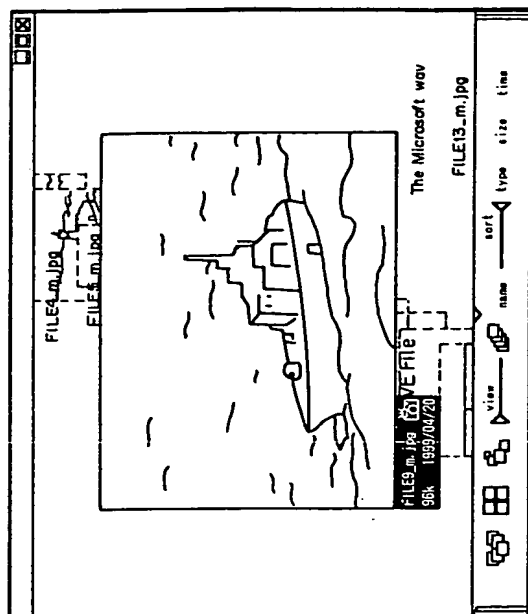 FILE4_m.jpg
FILE5_m.jpg
The Microsoft wav
FILE13_m.jpg
VE File
FILE9_m.jpg
96k 1999/04/20
view name sort type size time